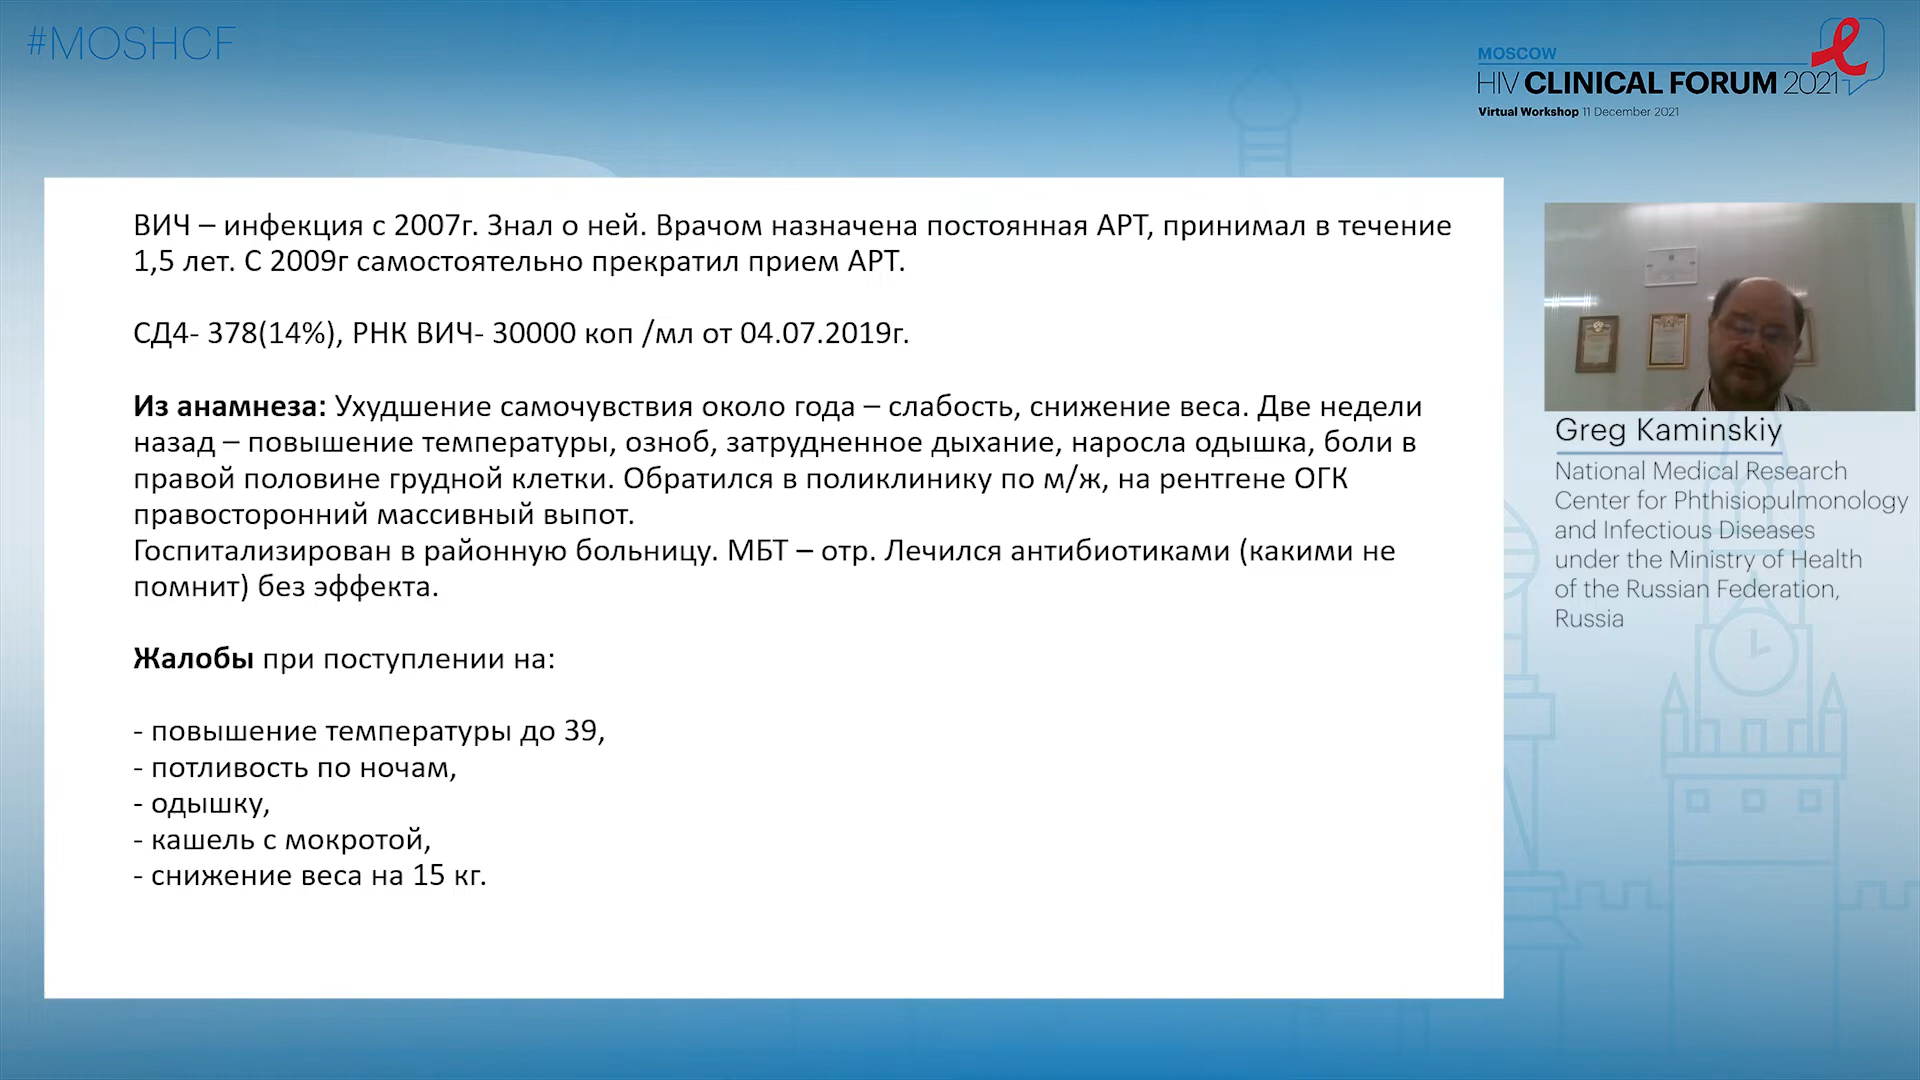 #MOSHCF
MOSCOW
HIV CLINICAL FORUM 2021
Virtual Workshop 11 December 2021
ВИЧ – инфекция с 2007г. Знал о ней. Врачом назначена постоянная АРТ, принимал в течение
1,5 лет. С 2009г самостоятельно прекратил прием АРТ.
СД4- 378(14%), РНК ВИЧ- 30000 коп /мл от 04.07.2019г.
Из анамнеза: Ухудшение самочувствия около года – слабость, снижение веса. Две недели
назад – повышение температуры, озноб, затрудненное дыхание, наросла одышка, боли в
правой половине грудной клетки. Обратился в поликлинику по м/ж, на рентгене ОГК
правосторонний массивный выпот.
Госпитализирован в районную больницу. МБТ – отр. Лечился антибиотиками (какими не
помнит) без эффекта.
Жалобы при поступлении на:
- повышение температуры до 39,
- потливость по ночам,
- одышку,
- кашель с мокротой,
- снижение веса на 15 кг.
Greg Kaminskiy
National Medical Research
Center for Phthisiopulmonology
and Infectious Diseases
under the Ministry of Health
of the Russian Federation,
Russia